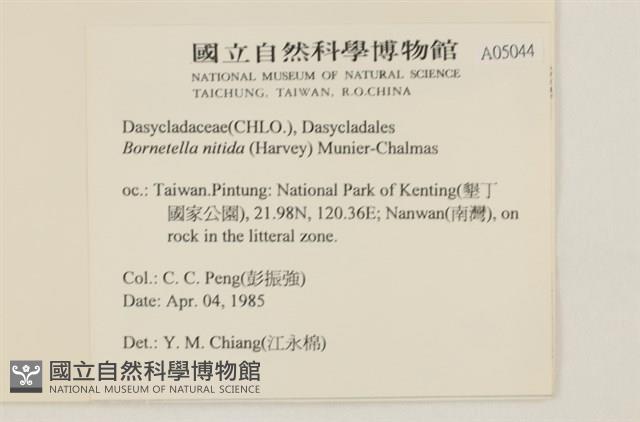 國立自然科學博物館
A05044
NATIONAL MUSEUM OF NATURAL SCIENCE
TAICHUNG, TAIWAN, R.O.CHINA
Dasycladaceae(CHLO.), Dasycladales
Bornetella nitida (Harvey) Munier-Chalmas
oc.: Taiwan.Pintung: National Park of Kenting(墾丁
國家公園), 21.98N, 120.36E; Nanwan(南灣), on
rock in the litteral zone.
Col.: C. C. Peng(彭振強)
Date: Apr. 04, 1985
Det.: Y. M. Chiang(江永棉)
國立自然科學博物館
NATIONAL MUSEUM OF NATURAL SCIENCE